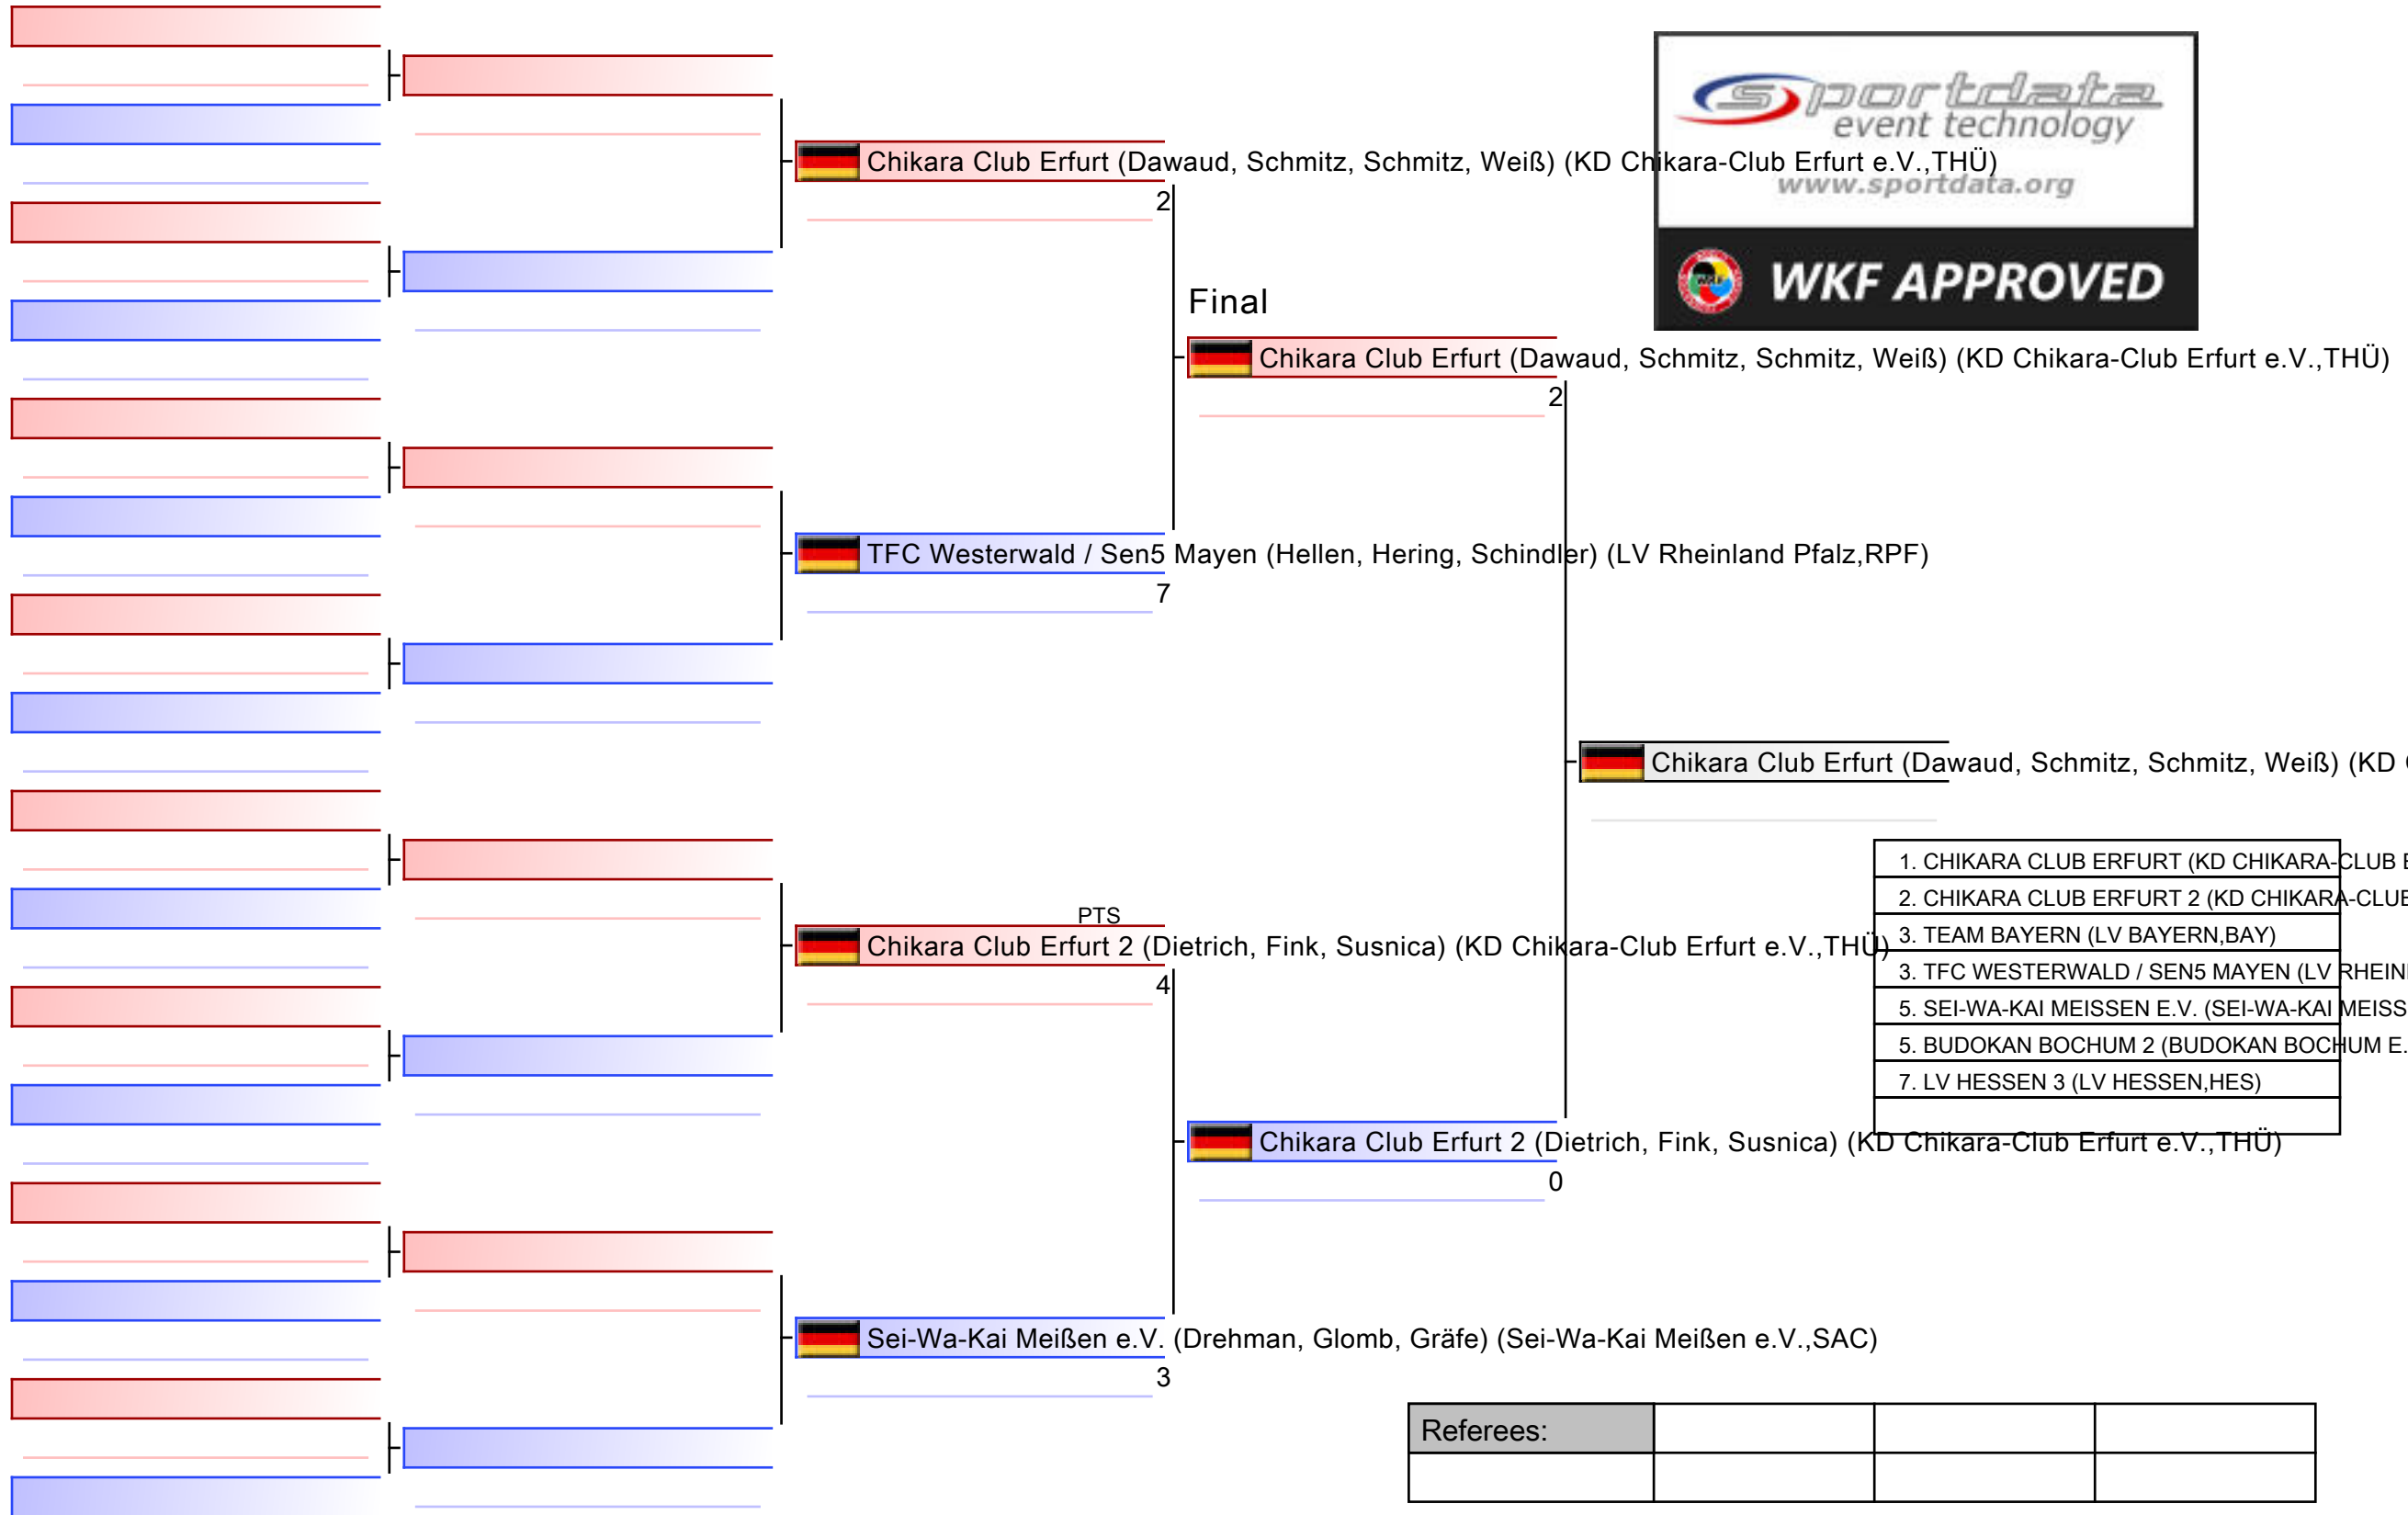 sportdata
event technology
www.sportdata.org
WKF APPROVED
Chikara Club Erfurt (Dawaud, Schmitz, Schmitz, Weiß) (KD Chikara-Club Erfurt e.V.,THÜ)
2
Final
Chikara Club Erfurt (Dawaud, Schmitz, Schmitz, Weiß) (KD Chikara-Club Erfurt e.V.,THÜ)
2
TFC Westerwald / Sen5 Mayen (Hellen, Hering, Schindler) (LV Rheinland Pfalz,RPF)
7
Chikara Club Erfurt (Dawaud, Schmitz, Schmitz, Weiß) (KD
PTS
Chikara Club Erfurt 2 (Dietrich, Fink, Susnica) (KD Chikara-Club Erfurt e.V.,THÜ)
4
1. CHIKARA CLUB ERFURT (KD CHIKARA-CLUB
2. CHIKARA CLUB ERFURT 2 (KD CHIKARA-CLUB
3. TEAM BAYERN (LV BAYERN,BAY)
3. TFC WESTERWALD / SEN5 MAYEN (LV RHEIN
5. SEI-WA-KAI MEISSEN E.V. (SEI-WA-KAI MEISS
5. BUDOKAN BOCHUM 2 (BUDOKAN BOCHUM E.
7. LV HESSEN 3 (LV HESSEN,HES)
Chikara Club Erfurt 2 (Dietrich, Fink, Susnica) (KD Chikara-Club Erfurt e.V.,THÜ)
0
Sei-Wa-Kai Meißen e.V. (Drehman, Glomb, Gräfe) (Sei-Wa-Kai Meißen e.V.,SAC)
3
Referees: